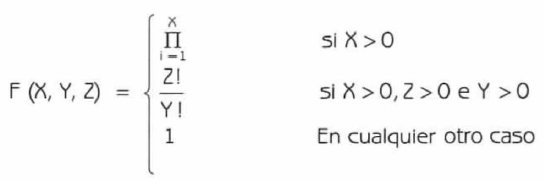 F (X, Y, Z) =
X
∏
i = 1
si X > 0
Z!
Y!
si X > 0, Z > 0 e Y > 0
1 En cualquier otro caso